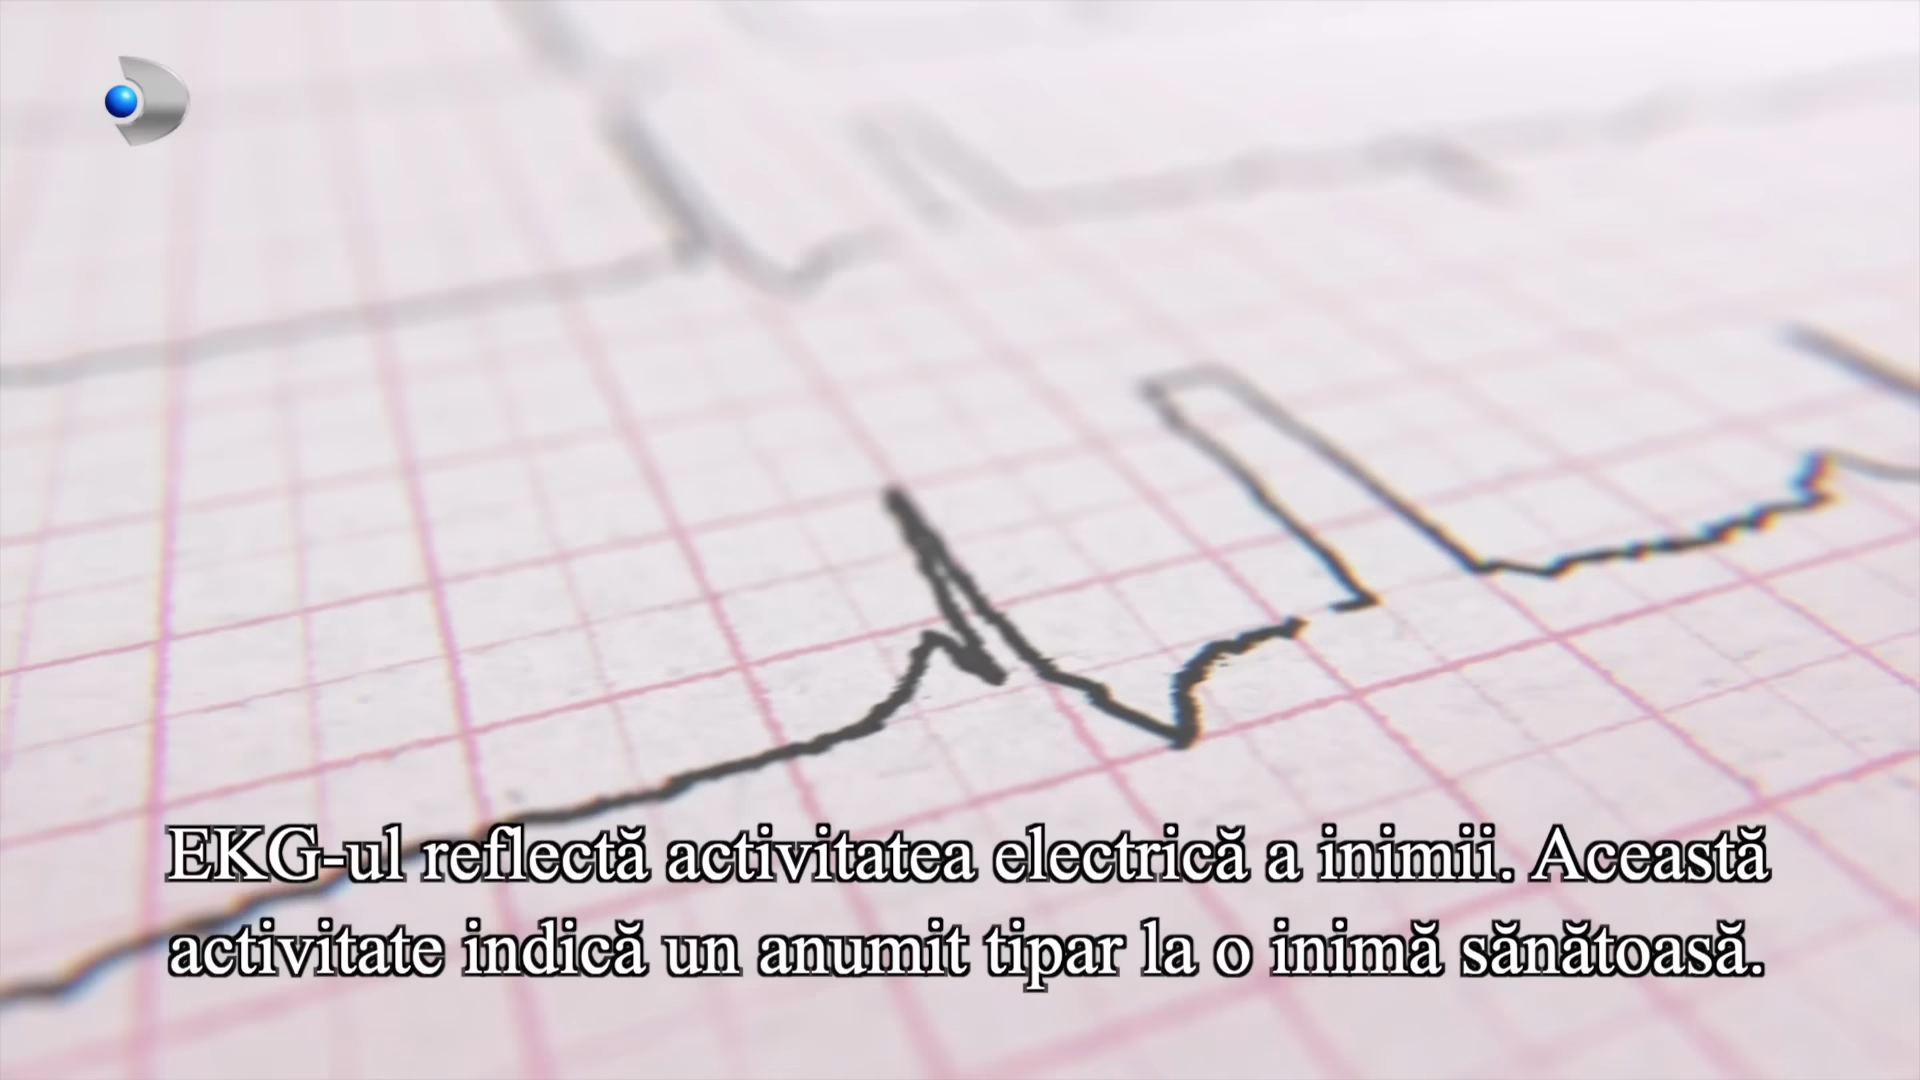 EKG-ul reflectă activitatea electrică a inimii. Această
activitate indică un anumit tipar la o inimă sănătoasă.